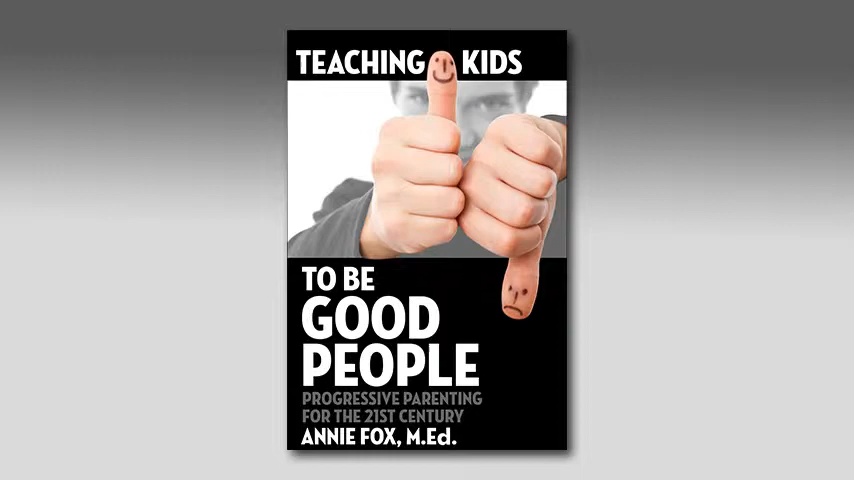 TEACHING KIDS
TO BE
GOOD
PEOPLE
PROGRESSIVE PARENTING
FOR THE 21ST CENTURY
ANNIE FOX, M.Ed.